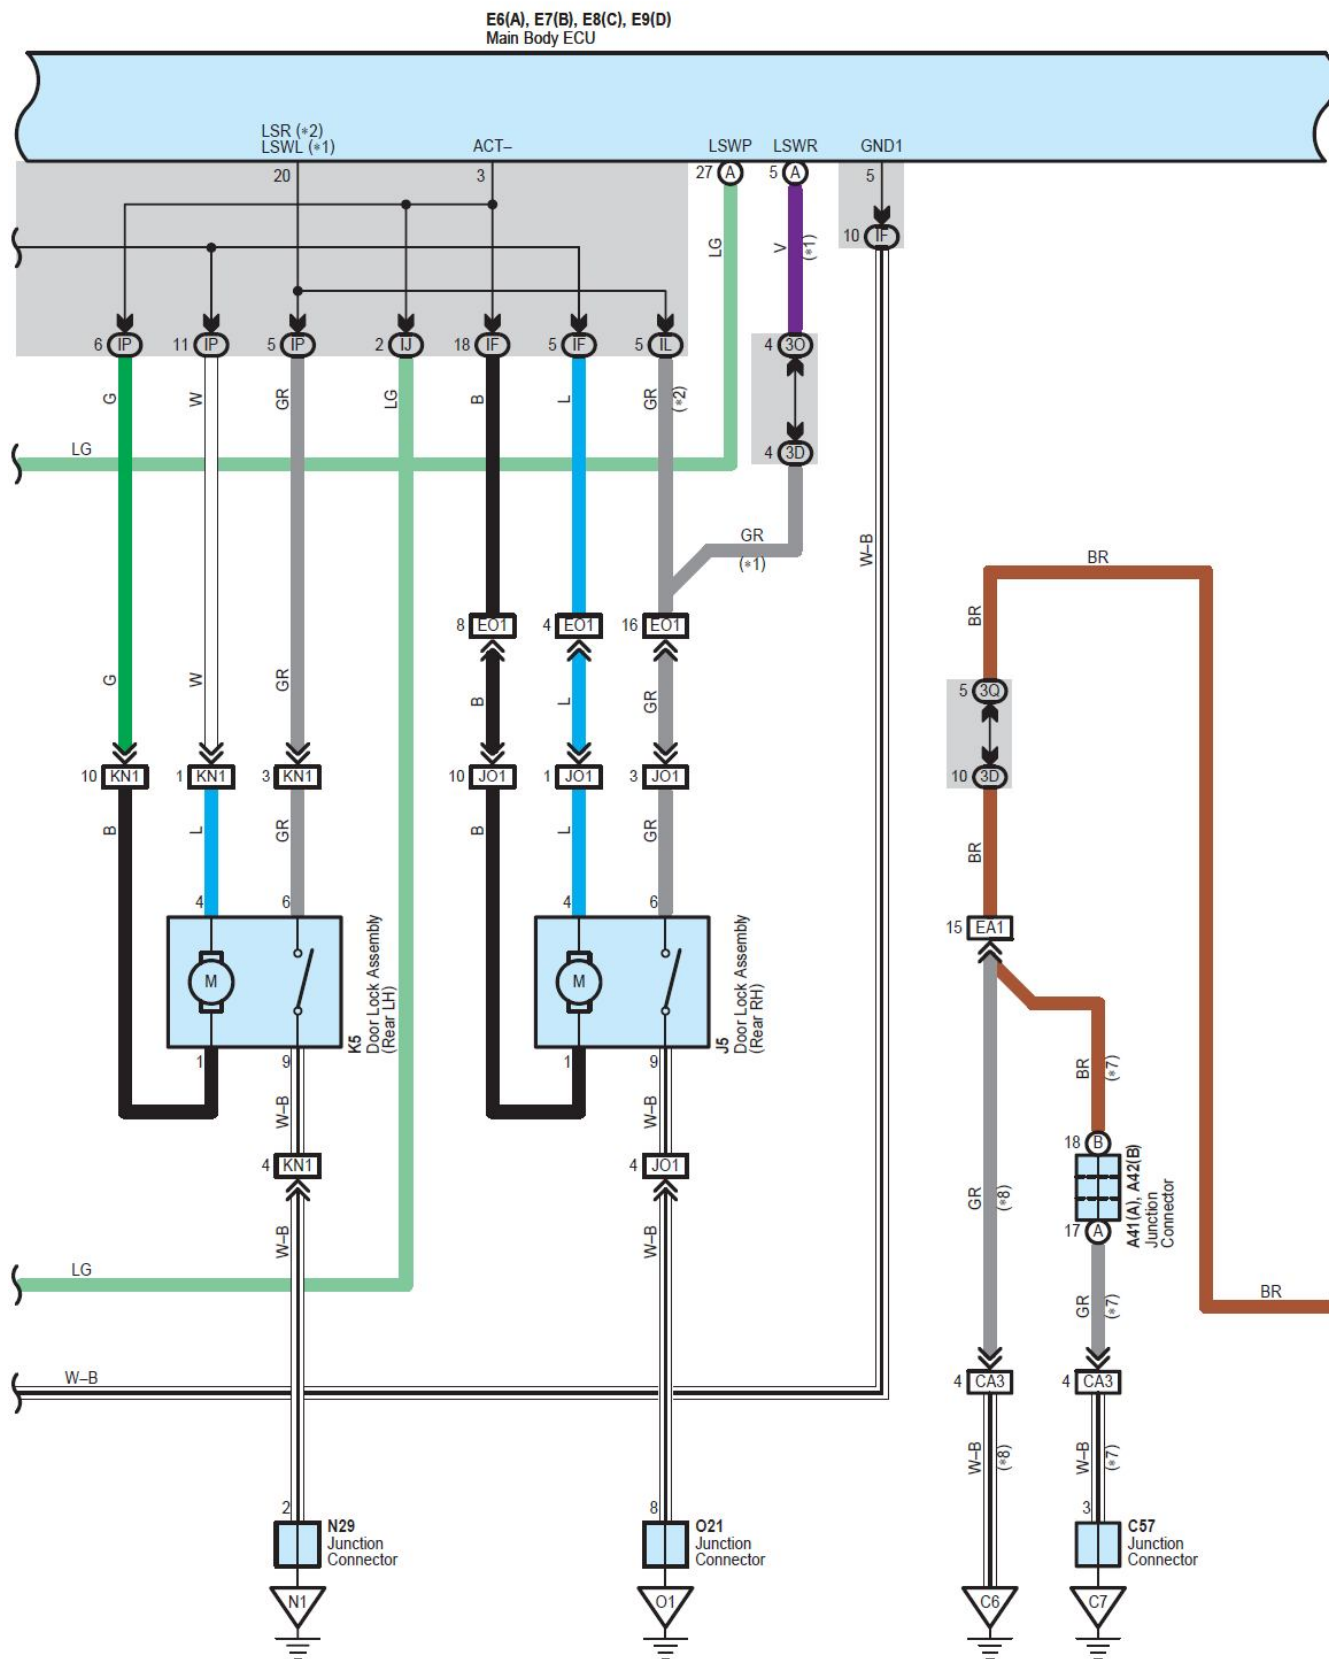 E6(A), E7(B), E8(C), E9(D)
Main Body ECU
LSR (*2)
LSWL (*1)
ACT–
LSWP
LSWR
GND1
20
3
27 A
5 A
5
10 IF
LG
V
(*1)
6 IP
11 IP
5 IP
2 IJ
18 IF
5 IF
5 IL
4 3O
G
W
GR
LG
B
L
GR
(*2)
LG
4 3D
GR
(*1)
W–B
BR
BR
8 EO1
4 EO1
16 EO1
G
W
GR
B
L
GR
5 3Q
10 KN1
1 KN1
3 KN1
10 JO1
1 JO1
3 JO1
10 3D
B
L
GR
B
L
GR
BR
4
6
4
6
15 EA1
M
M
K5
Door Lock Assembly
(Rear LH)
J5
Door Lock Assembly
(Rear RH)
1
9
1
9
BR
(*7)
W–B
W–B
18 B
4 KN1
4 JO1
A41(A), A42(B)
Junction
Connector
GR
(*8)
17 A
W–B
W–B
LG
GR
(*7)
BR
W–B
4 CA3
4 CA3
W–B
(*8)
W–B
(*7)
2
8
3
N29
Junction
Connector
O21
Junction
Connector
C57
Junction
Connector
N1
O1
C6
C7